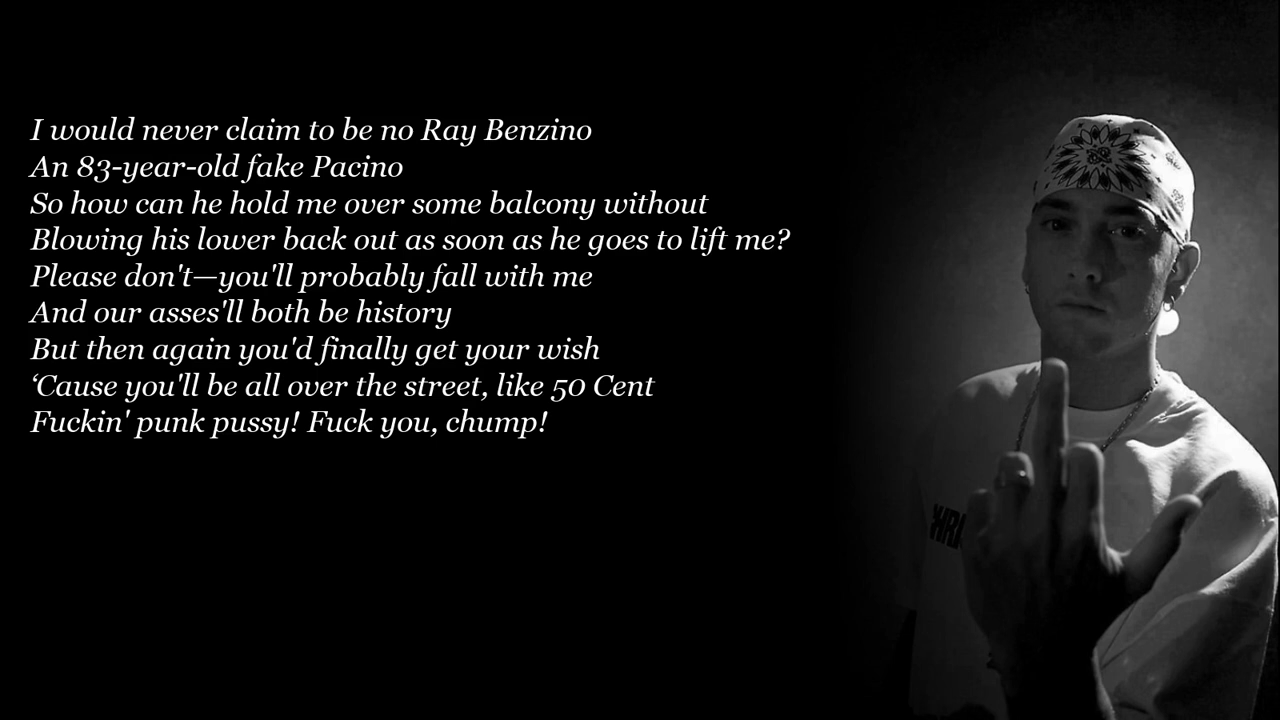 I would never claim to be no Ray Benzino
An 83-year-old fake Pacino
So how can he hold me over some balcony without
Blowing his lower back out as soon as he goes to lift me?
Please don't—you'll probably fall with me
And our asses'll both be history
But then again you'd finally get your wish
‘Cause you'll be all over the street, like 50 Cent
Fuckin' punk pussy! Fuck you, chump!